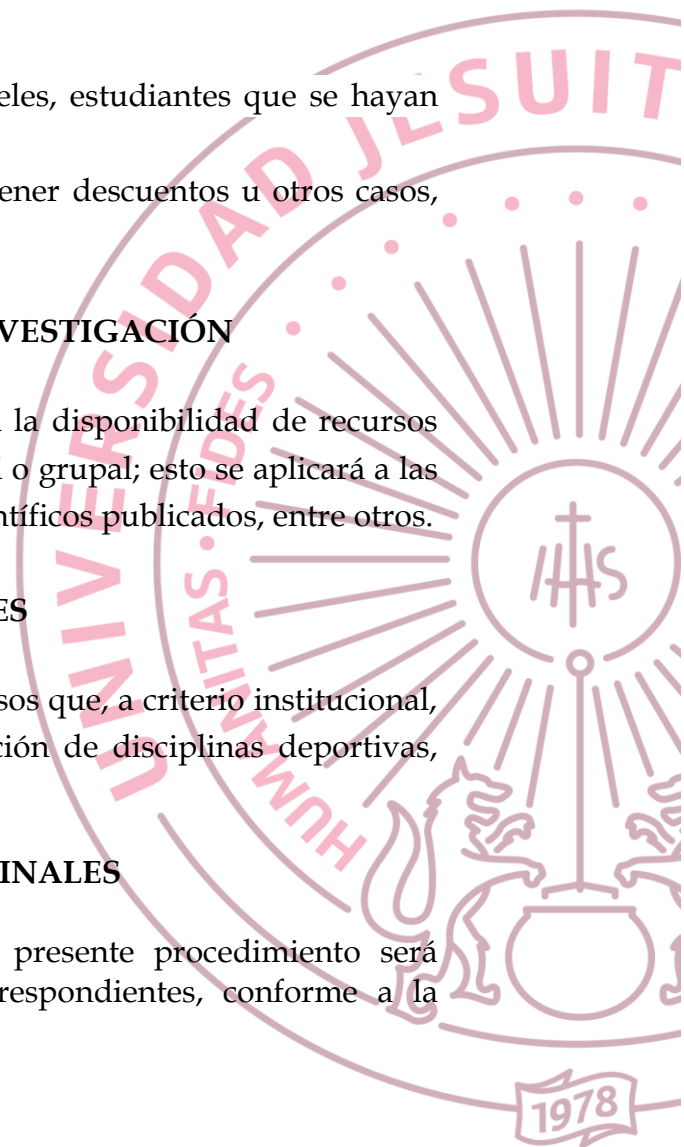 eles, estudiantes que se hayan
tener descuentos u otros casos,
VESTIGACIÓN
la disponibilidad de recursos
o grupal; esto se aplicará a las
entíficos publicados, entre otros.
ES
sos que, a criterio institucional,
ción de disciplinas deportivas,
INALES
presente procedimiento será
respondientes, conforme a la
UNIVERSIDAD JESUIT
HUMANITAS • FIDES
IHS
1978